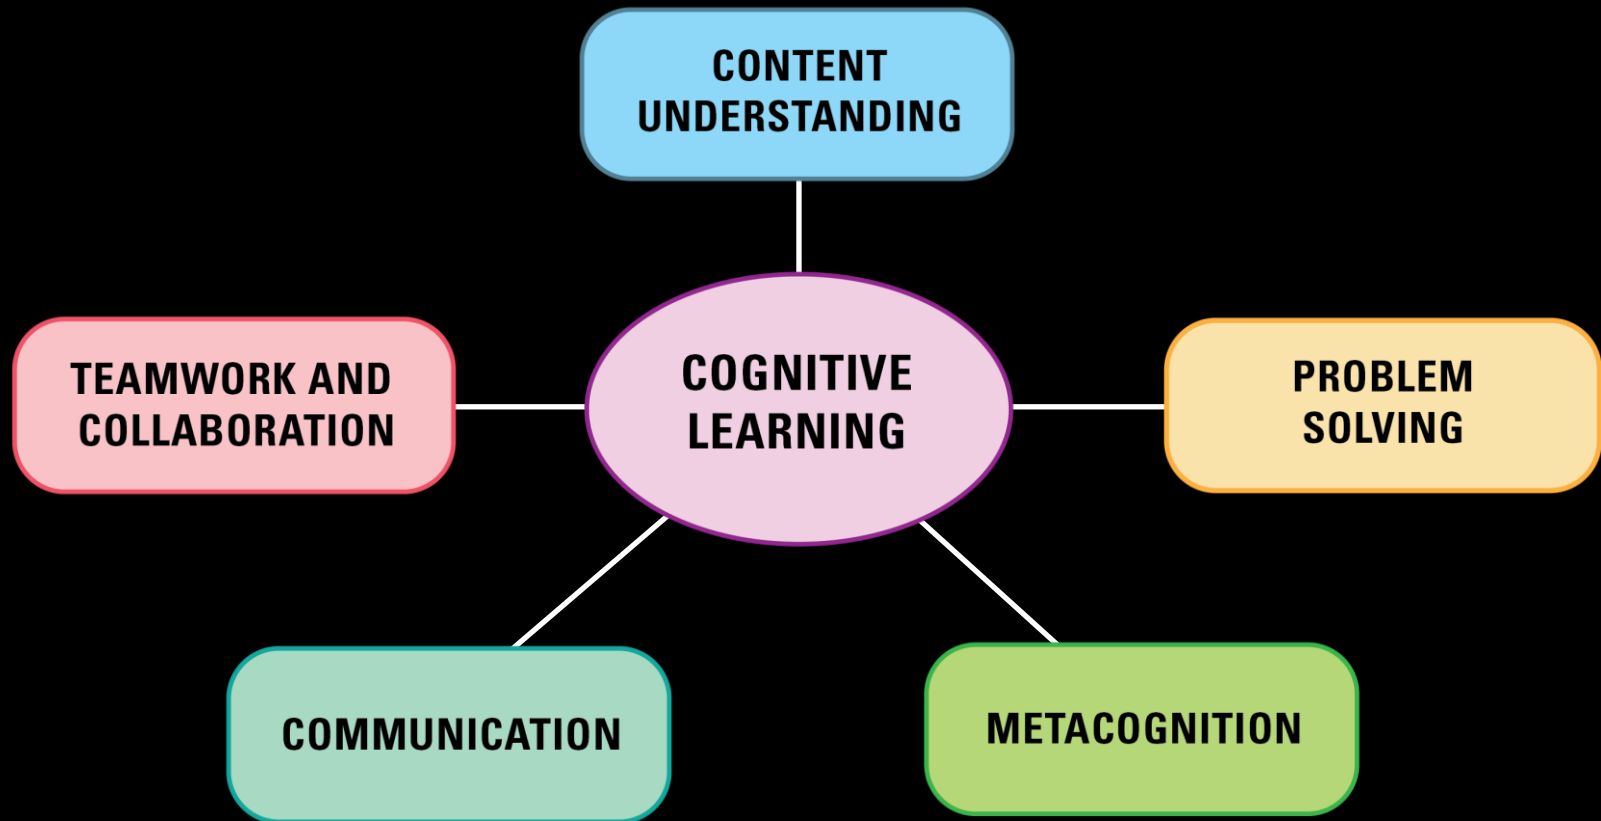 CONTENT
UNDERSTANDING
TEAMWORK AND
COLLABORATION
COGNITIVE
LEARNING
PROBLEM
SOLVING
COMMUNICATION
METACOGNITION